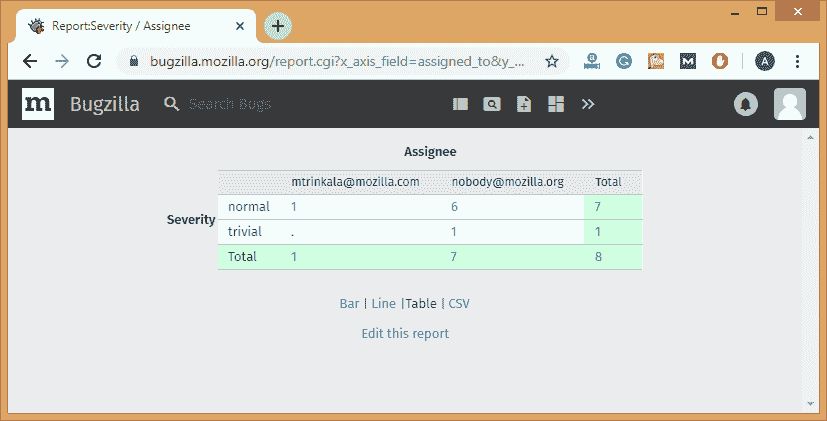 Report:Severity / Assignee
bugzilla.mozilla.org/report.cgi?x_axis_field=assigned_to&y_...
A
m Bugzilla Search Bugs
Assignee
mtrinkala@mozilla.com nobody@mozilla.org Total
Severity
normal 1 6 7
trivial . 1 1
Total 1 7 8
Bar | Line |Table | CSV
Edit this report